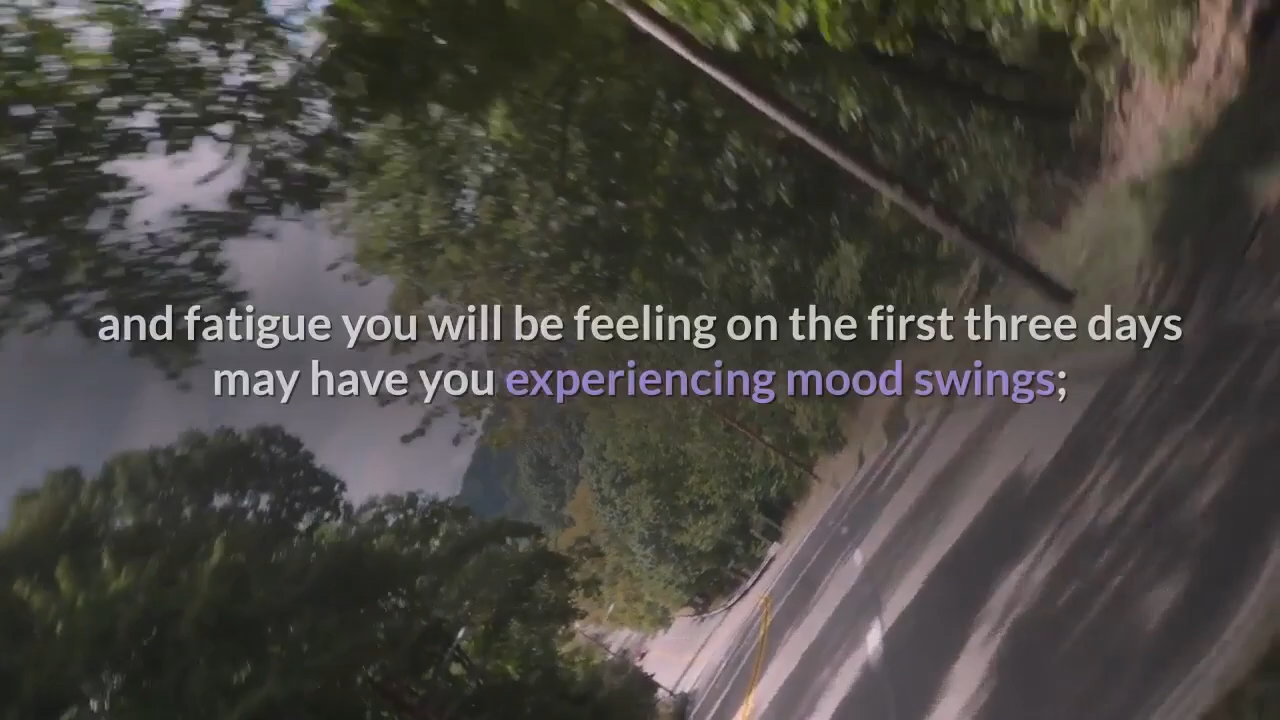 and fatigue you will be feeling on the first three days
may have you experiencing mood swings;